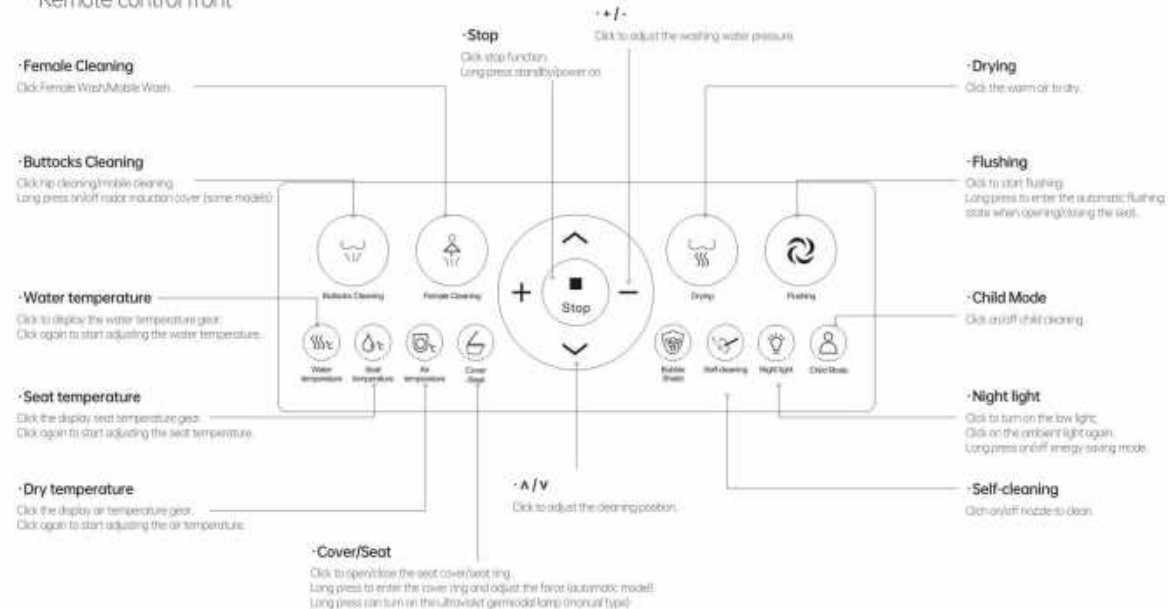 Remote control front
·+/-
Click to adjust the washing water pressure.
·Stop
Click stop function.
Long press standby/power on
·Female Cleaning
Click Female Wash/Mobile Wash.
·Drying
Click the warm air to dry.
·Buttocks Cleaning
Click hip cleaning/mobile cleaning.
Long press on/off radar induction cover (some models)
·Flushing
Click to start flushing.
Long press to enter the automatic flushing
state when opening/closing the seat.
Buttocks Cleaning
Female Cleaning
Stop
Drying
Flushing
·Water temperature
Click to display the water temperature gear.
Click again to start adjusting the water temperature.
·Child Mode
Click on/off child cleaning.
℃
℃
℃
Water
temperature
Seat
temperature
Air
temperature
Cover
Seat
Bubble
Shield
Self-cleaning
Night light
Child Mode
·Seat temperature
Click the display seat temperature gear.
Click again to start adjusting the seat temperature.
·Night light
Click to turn on the low light;
Click on the ambient light again.
Long press on/off energy saving mode.
·Dry temperature
Click the display air temperature gear.
Click again to start adjusting the air temperature.
·∧/∨
Click to adjust the cleaning position.
·Self-cleaning
Clich on/off nozzle to clean.
·Cover/Seat
Click to open/close the seat cover/seat ring.
Long press to enter the cover ring and adjust the force (automatic model)
Long press can turn on the ultraviolet germicidal lamp (manual type)